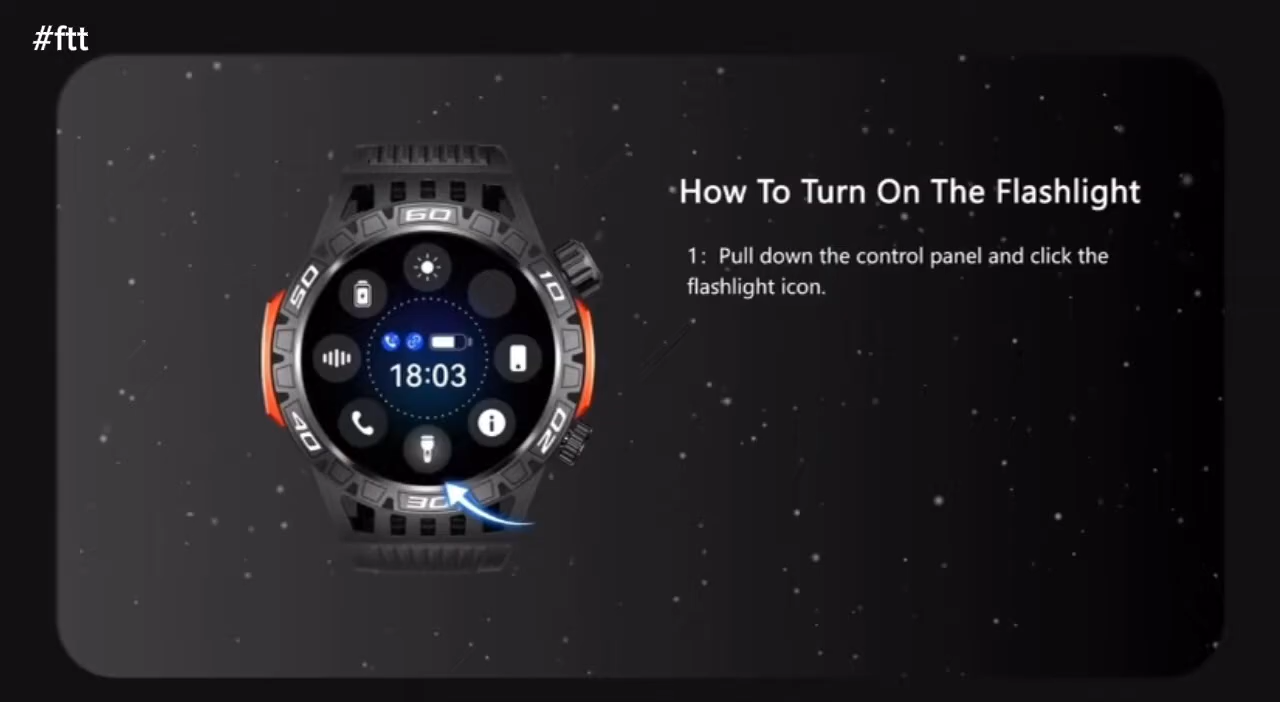 #ftt
How To Turn On The Flashlight
1: Pull down the control panel and click the
flashlight icon.
60
50
10
18:03
40
20
30